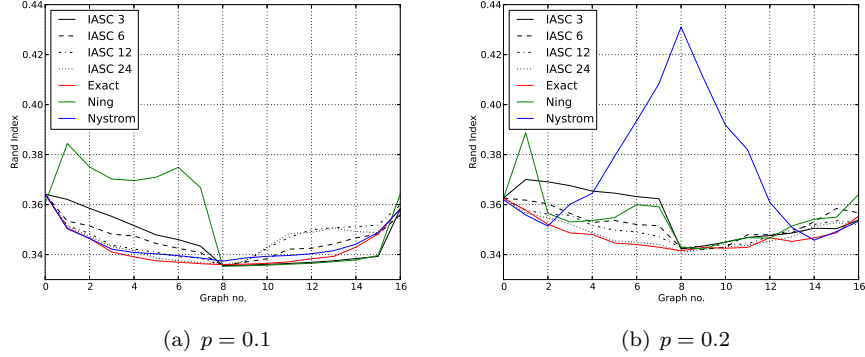 0.44
0.42
0.40
0.38
0.36
0.34
Rand Index
IASC 3
IASC 6
IASC 12
IASC 24
Exact
Ning
Nystrom
0 2 4 6 8 10 12 14 16
Graph no.
(a) p = 0.1
0.44
0.42
0.40
0.38
0.36
0.34
Rand Index
IASC 3
IASC 6
IASC 12
IASC 24
Exact
Ning
Nystrom
0 2 4 6 8 10 12 14 16
Graph no.
(b) p = 0.2